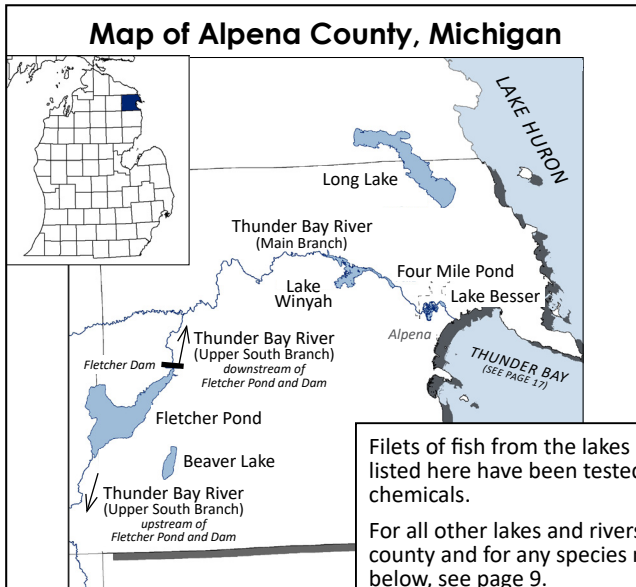 Map of Alpena County, Michigan
LAKE HURON
Long Lake
Thunder Bay River
(Main Branch)
Four Mile Pond
Lake
Winyah
Lake Besser
Alpena
THUNDER BAY
(SEE PAGE 17)
Thunder Bay River
(Upper South Branch)
downstream of
Fletcher Pond and Dam
Fletcher Dam
Fletcher Pond
Beaver Lake
Thunder Bay River
(Upper South Branch)
upstream of
Fletcher Pond and Dam
Filets of fish from the lakes
listed here have been tested
chemicals.
For all other lakes and rivers
county and for any species
below, see page 9.